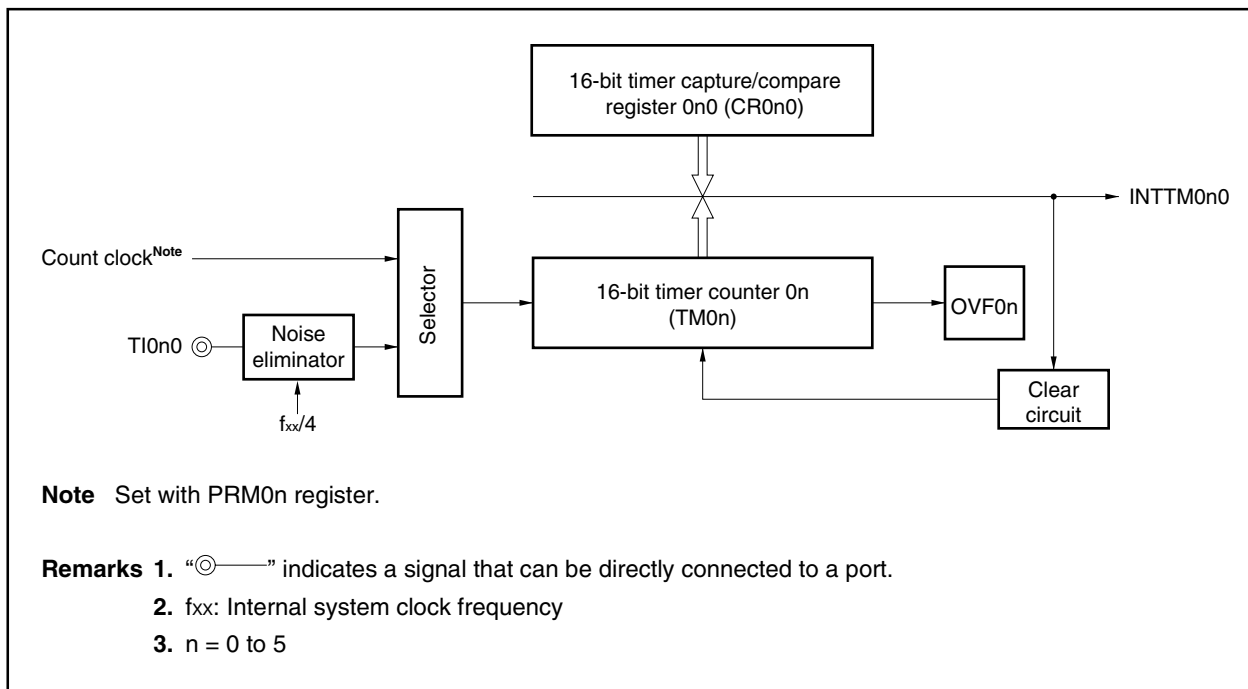 16-bit timer capture/compare
register 0n0 (CR0n0)
INTTM0n0
Count clockNote
Selector
16-bit timer counter 0n
(TM0n)
OVF0n
TI0n0
Noise
eliminator
fxx/4
Clear
circuit
Note Set with PRM0n register.
Remarks 1. “ ” indicates a signal that can be directly connected to a port.
2. fxx: Internal system clock frequency
3. n = 0 to 5